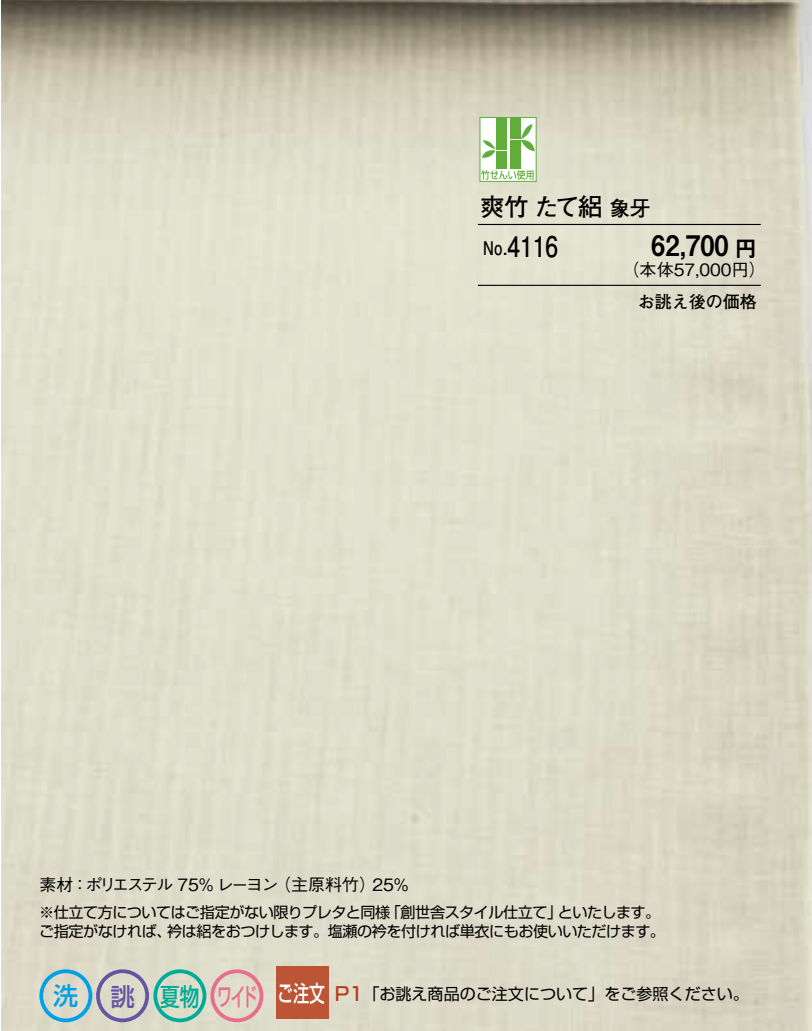 竹せんい使用
爽竹 たて絽 象牙
No.4116 62,700 円
（本体57,000円）
お誂え後の価格
素材：ポリエステル 75% レーヨン（主原料竹）25%
※仕立て方についてはご指定がない限りプレタと同様「創世舎スタイル仕立て」といたします。
ご指定がなければ、衿は絽をおつけします。塩瀬の衿を付ければ単衣にもお使いいただけます。
洗 誂 夏物 ワイド ご注文 P1「お誂え商品のご注文について」をご参照ください。